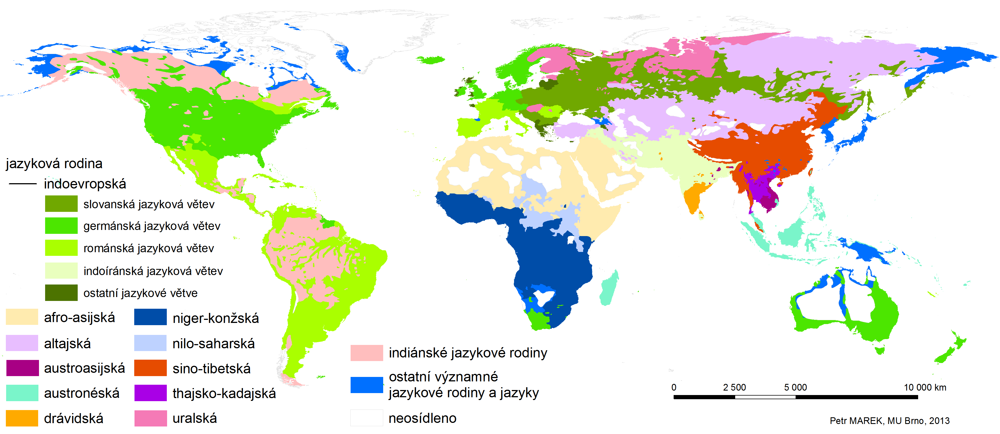 jazyková rodina
indoevropská
slovanská jazyková větev
germánská jazyková větev
románská jazyková větev
indoíránská jazyková větev
ostatní jazykové větve
afro-asijská
altajská
austroasijská
austronéská
drávidská
niger-konžská
nilo-saharská
sino-tibetská
thajsko-kadajská
uralská
indiánské jazykové rodiny
ostatní významné
jazykové rodiny a jazyky
neosídleno
0 2 500 5 000 10 000 km
Petr MAREK, MU Brno, 2013